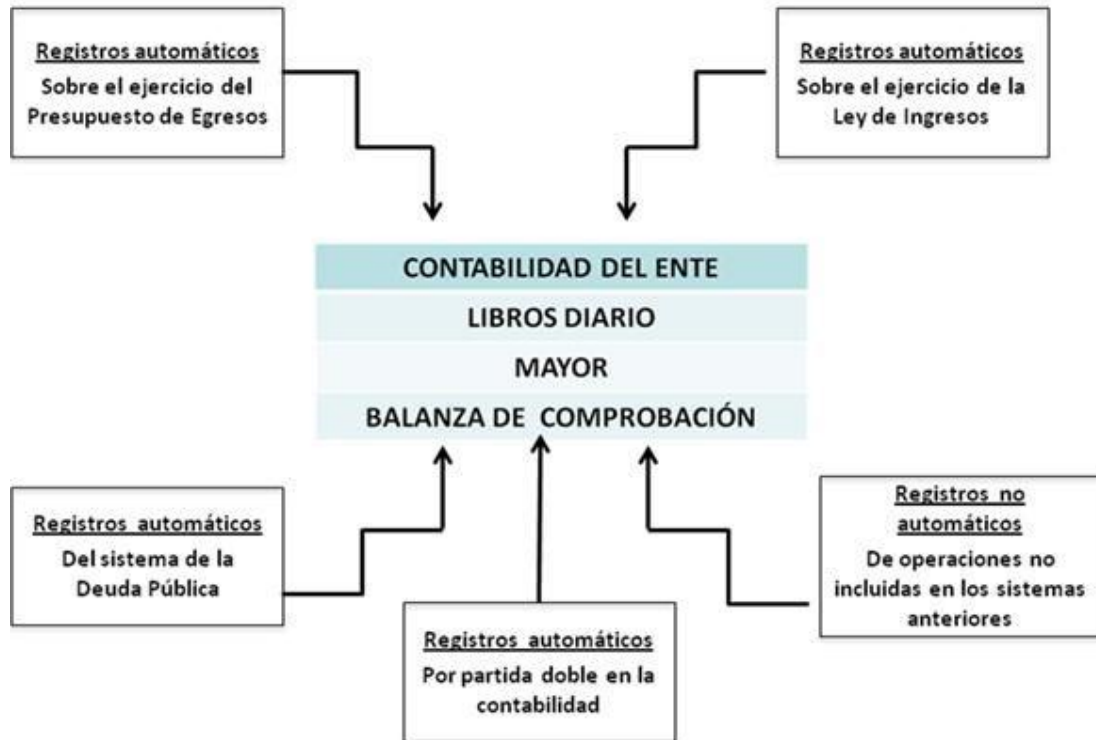 Registros automáticos
Sobre el ejercicio del
Presupuesto de Egresos
Registros automáticos
Sobre el ejercicio de la
Ley de Ingresos
CONTABILIDAD DEL ENTE
LIBROS DIARIO
MAYOR
BALANZA DE COMPROBACIÓN
Registros automáticos
Del sistema de la
Deuda Pública
Registros automáticos
Por partida doble en la
contabilidad
Registros no
automáticos
De operaciones no
incluidas en los sistemas
anteriores